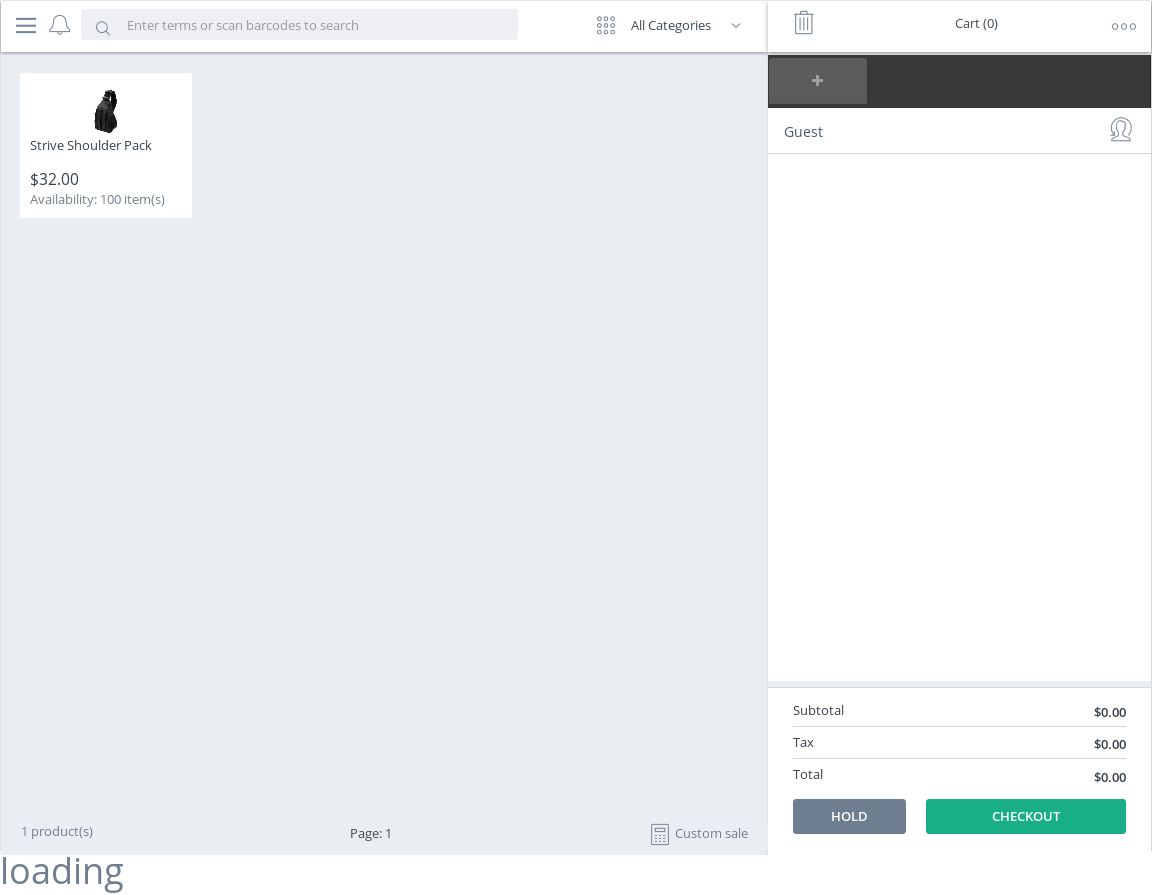 Enter terms or scan barcodes to search
All Categories
Cart (0)
Guest
Strive Shoulder Pack
$32.00
Availability: 100 item(s)
Subtotal $0.00
Tax $0.00
Total $0.00
HOLD CHECKOUT
1 product(s) Page: 1 Custom sale
loading